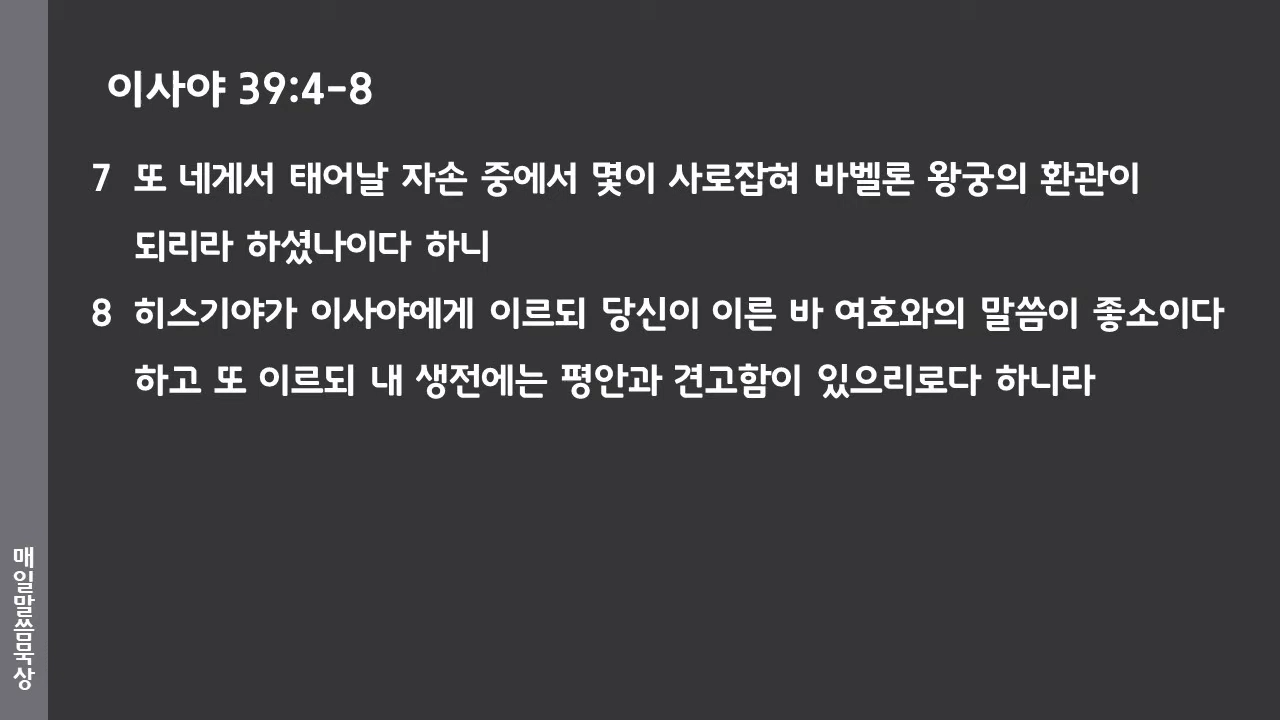 이사야 39:4-8
7 또 네게서 태어날 자손 중에서 몇이 사로잡혀 바벨론 왕궁의 환관이
되리라 하셨나이다 하니
8 히스기야가 이사야에게 이르되 당신이 이른 바 여호와의 말씀이 좋소이다
하고 또 이르되 내 생전에는 평안과 견고함이 있으리로다 하니라
매일말씀묵상